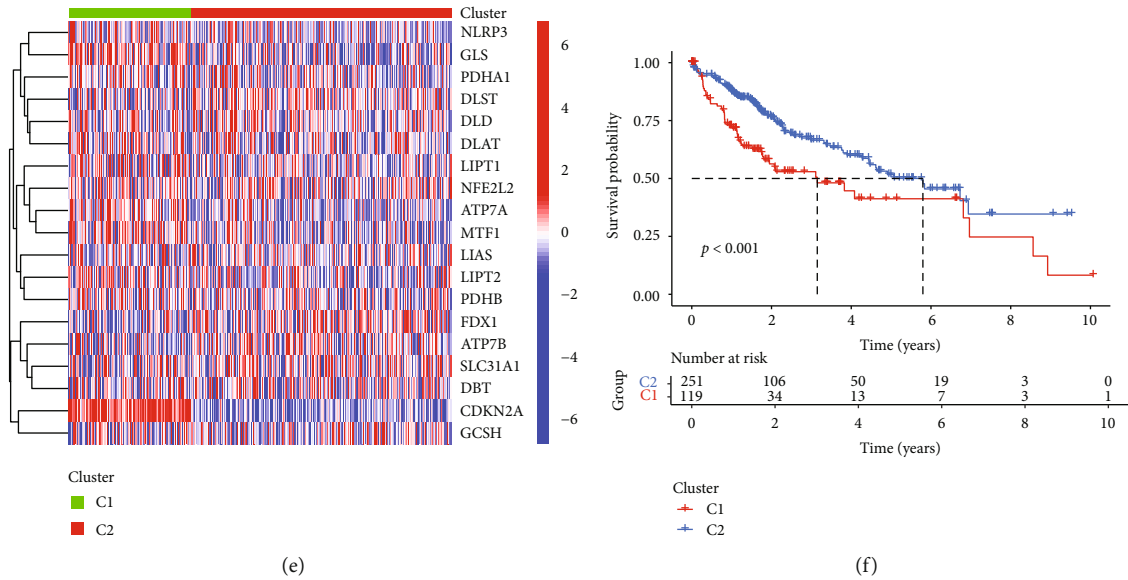 Cluster
NLRP3
GLS
PDHA1
DLST
DLD
DLAT
LIPT1
NFE2L2
ATP7A
MTF1
LIAS
LIPT2
PDHB
FDX1
ATP7B
SLC31A1
DBT
CDKN2A
GCSH
6
4
2
0
−2
−4
−6
Cluster
C1
C2
(e)
Survival probability
1.00
0.75
0.50
0.25
0.00
p < 0.001
0 2 4 6 8 10
Time (years)
Number at risk
Group
C2 251 106 50 19 3 0
C1 119 34 13 7 3 1
0 2 4 6 8 10
Time (years)
Cluster
C1
C2
(f)